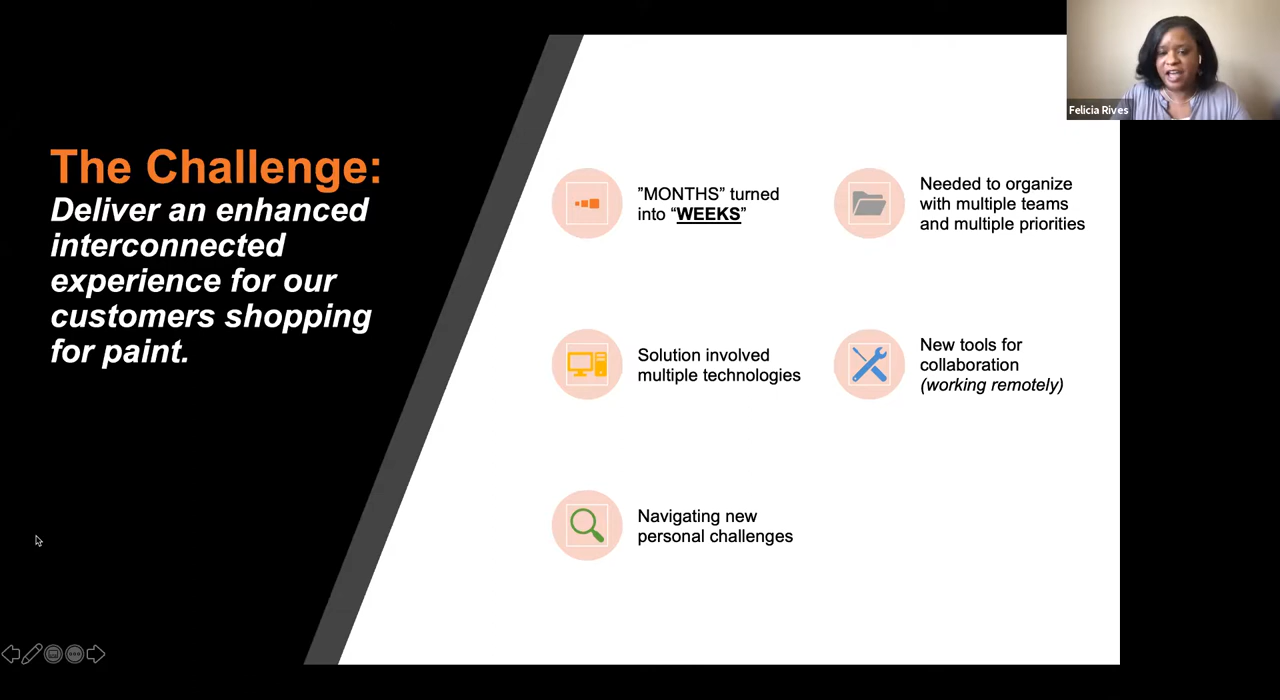 The Challenge:
Deliver an enhanced
interconnected
experience for our
customers shopping
for paint.
”MONTHS” turned
into “WEEKS”
Needed to organize
with multiple teams
and multiple priorities
Solution involved
multiple technologies
New tools for
collaboration
(working remotely)
Navigating new
personal challenges
Felicia Rives